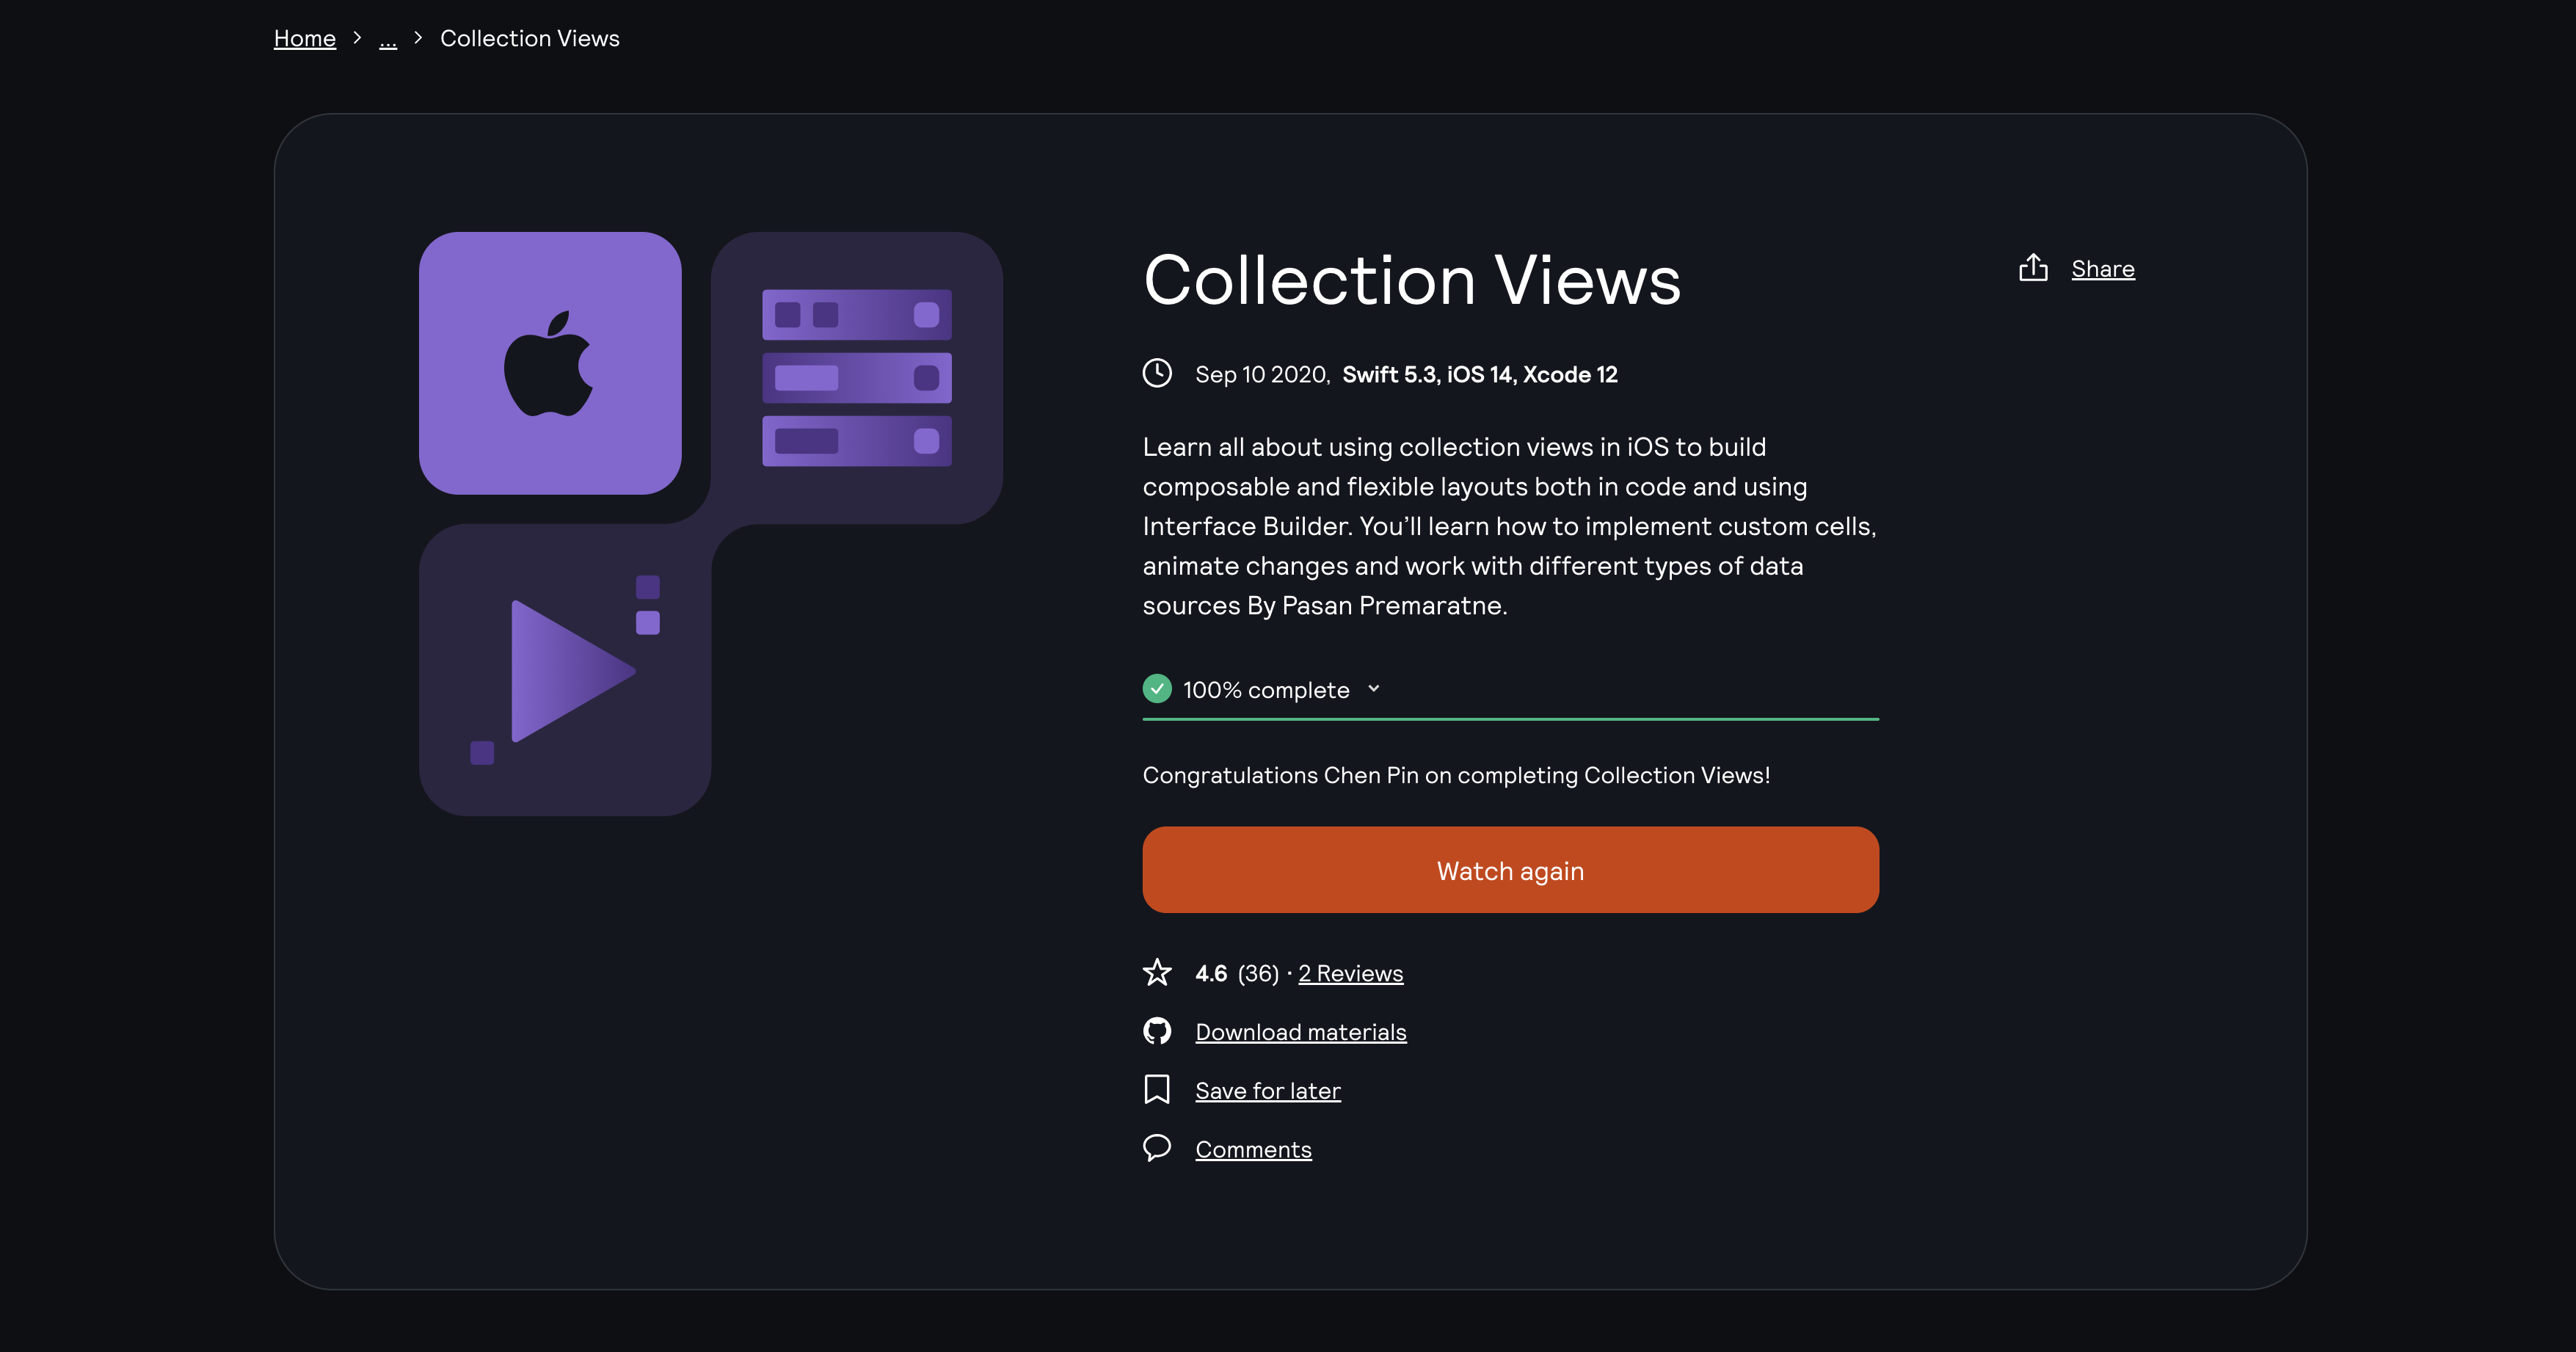 Home > ... > Collection Views
Collection Views
Share
Sep 10 2020, Swift 5.3, iOS 14, Xcode 12
Learn all about using collection views in iOS to build
composable and flexible layouts both in code and using
Interface Builder. You’ll learn how to implement custom cells,
animate changes and work with different types of data
sources By Pasan Premaratne.
100% complete
Congratulations Chen Pin on completing Collection Views!
Watch again
4.6 (36) · 2 Reviews
Download materials
Save for later
Comments